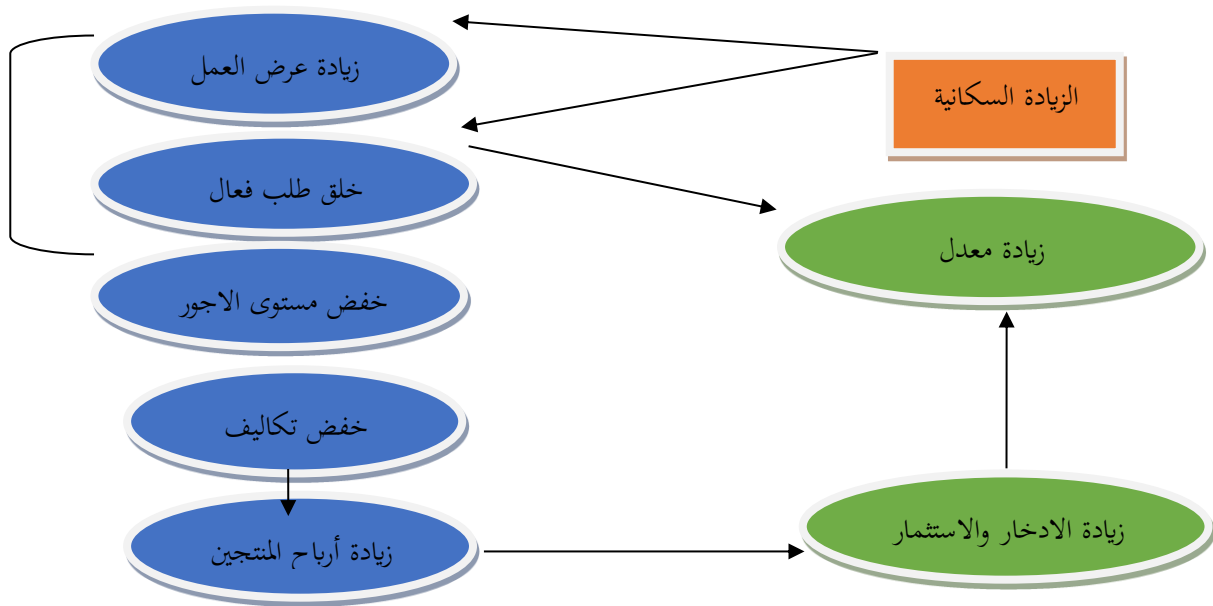 زيادة عرض العمل
الزيادة السكانية
خلق طلب فعال
زيادة معدل
خفض مستوى الاجور
خفض تكاليف
زيادة الادخار والاستثمار
زيادة أرباح المنتجين